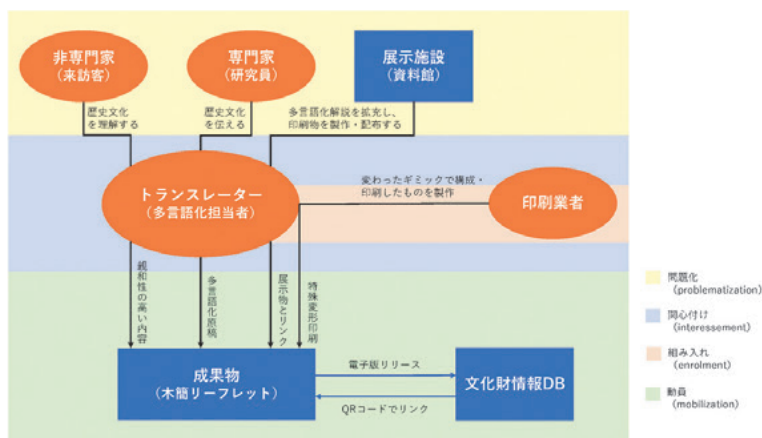 非専門家
（来訪客）
専門家
（研究員）
展示施設
（資料館）
歴史文化
を理解する
歴史文化
を伝える
多言語化解説を拡充し、
印刷物を製作・配布する
トランスレーター
（多言語化担当者）
変わったギミックで構成・
印刷したものを製作
印刷業者
親和性の高い内容
多言語化原稿
展示物とリンク
特殊変形印刷
成果物
（木簡リーフレット）
電子版リリース
QRコードでリンク
文化財情報DB
問題化
（problematization）
関心付け
（interessement）
組み入れ
（enrolment）
動員
（mobilization）